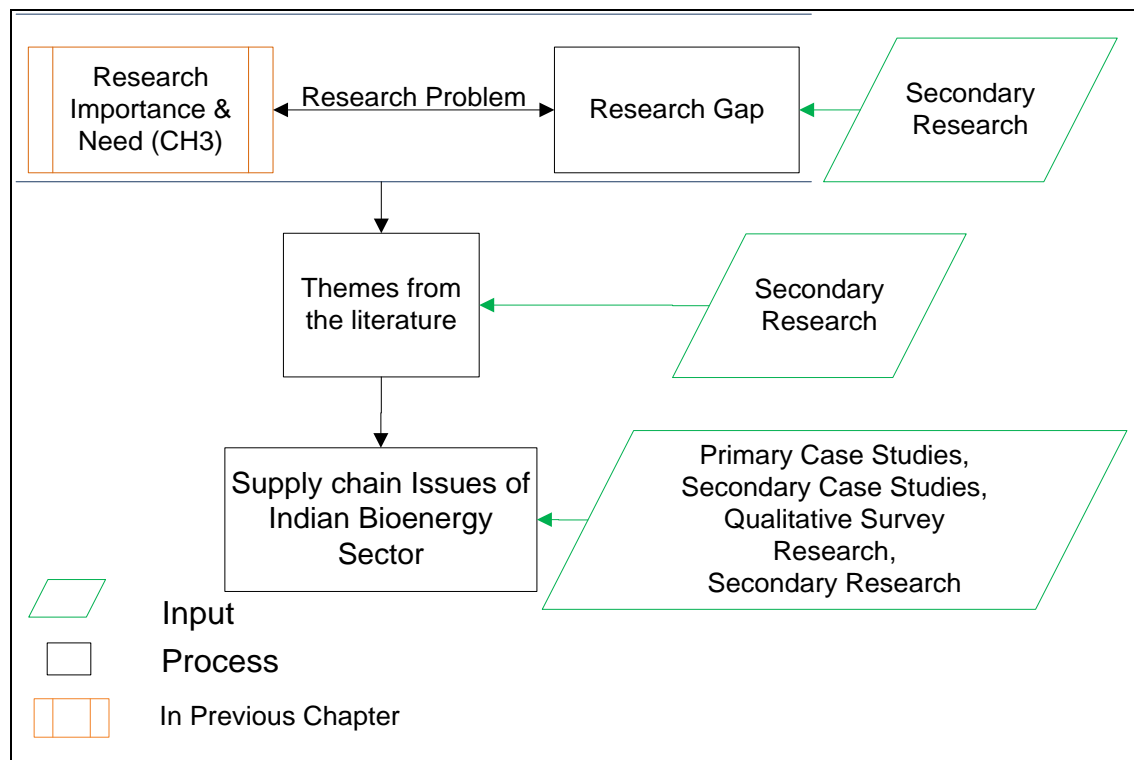 Research
Importance &
Need (CH3)
Research Problem
Research Gap
Secondary
Research
Themes from
the literature
Secondary
Research
Supply chain Issues of
Indian Bioenergy
Sector
Primary Case Studies,
Secondary Case Studies,
Qualitative Survey
Research,
Secondary Research
Input
Process
In Previous Chapter